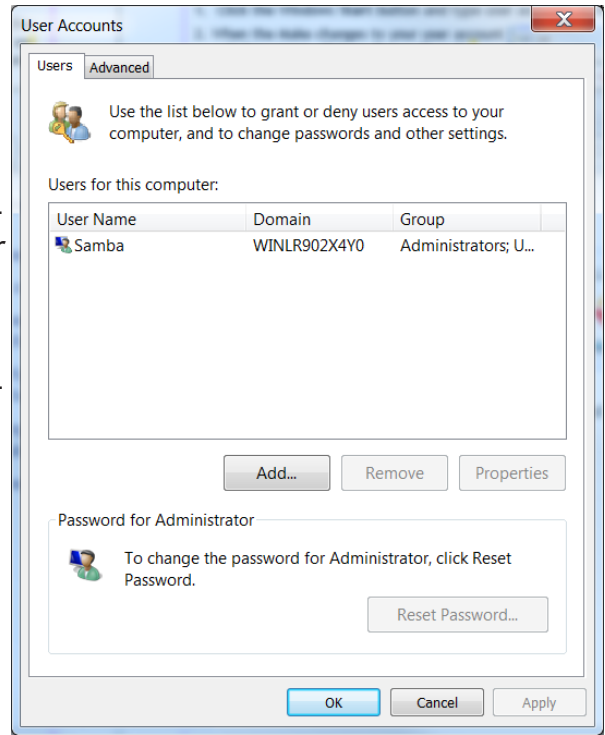 User Accounts
Users Advanced
Use the list below to grant or deny users access to your
computer, and to change passwords and other settings.
Users for this computer:
User Name Domain Group
Samba WINLR902X4Y0 Administrators; U...
Add... Remove Properties
Password for Administrator
To change the password for Administrator, click Reset
Password.
Reset Password...
OK Cancel Apply